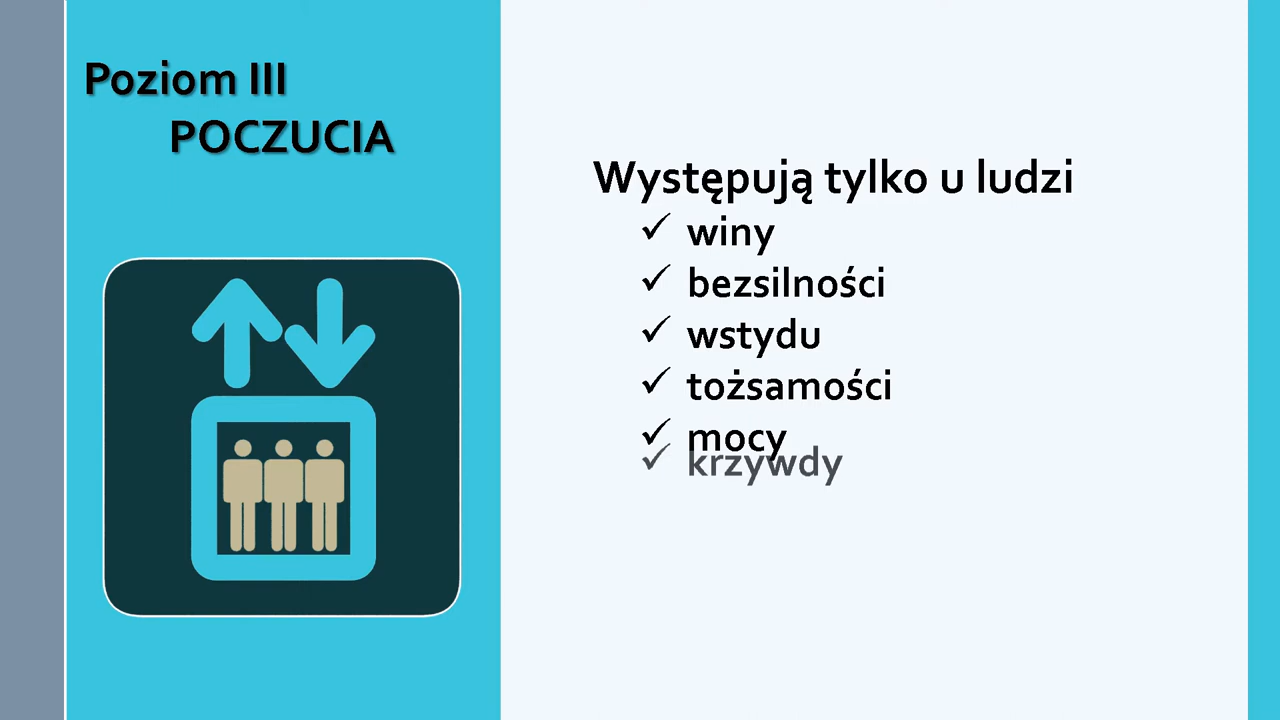 Poziom III
POCZUCIA
Występują tylko u ludzi
✓ winy
✓ bezsilności
✓ wstydu
✓ tożsamości
✓ mocy
✓ krzywdy